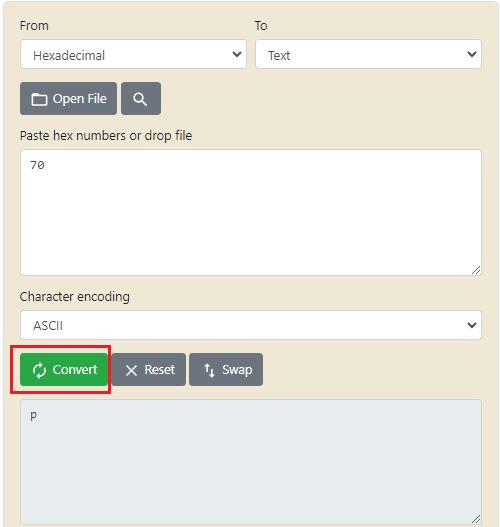 From To
Hexadecimal Text
Open File
Paste hex numbers or drop file
70
Character encoding
ASCII
Convert Reset Swap
p